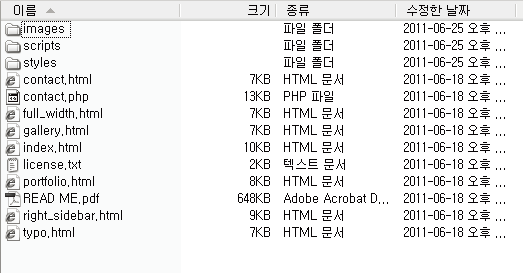 이름 크기 종류 수정한 날짜
images 파일 폴더 2011-06-25 오후 ...
scripts 파일 폴더 2011-06-25 오후 ...
styles 파일 폴더 2011-06-25 오후 ...
contact.html 7KB HTML 문서 2011-06-18 오후 ...
contact.php 13KB PHP 파일 2011-06-18 오후 ...
full_width.html 7KB HTML 문서 2011-06-18 오후 ...
gallery.html 7KB HTML 문서 2011-06-18 오후 ...
index.html 10KB HTML 문서 2011-06-18 오후 ...
license.txt 2KB 텍스트 문서 2011-06-18 오후 ...
portfolio.html 8KB HTML 문서 2011-06-18 오후 ...
READ ME.pdf 648KB Adobe Acrobat D... 2011-06-18 오후 ...
right_sidebar.html 9KB HTML 문서 2011-06-18 오후 ...
typo.html 7KB HTML 문서 2011-06-18 오후 ...